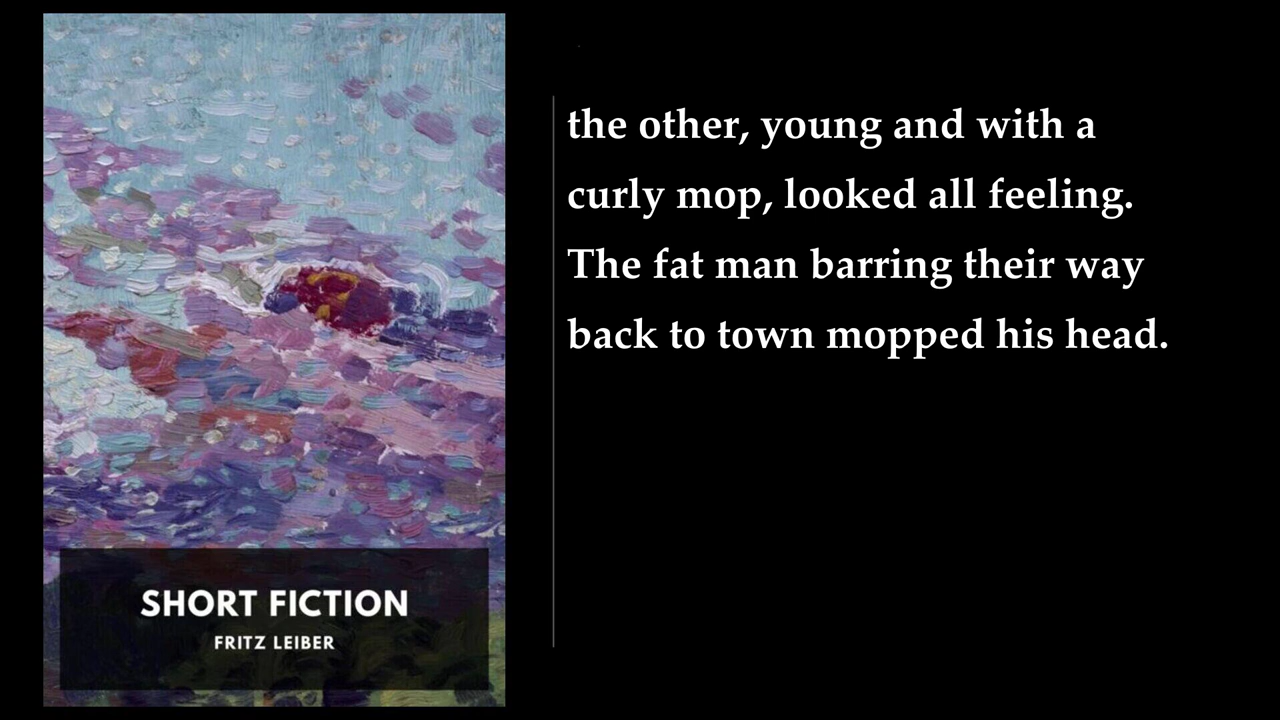 the other, young and with a
curly mop, looked all feeling.
The fat man barring their way
back to town mopped his head.
SHORT FICTION
FRITZ LEIBER